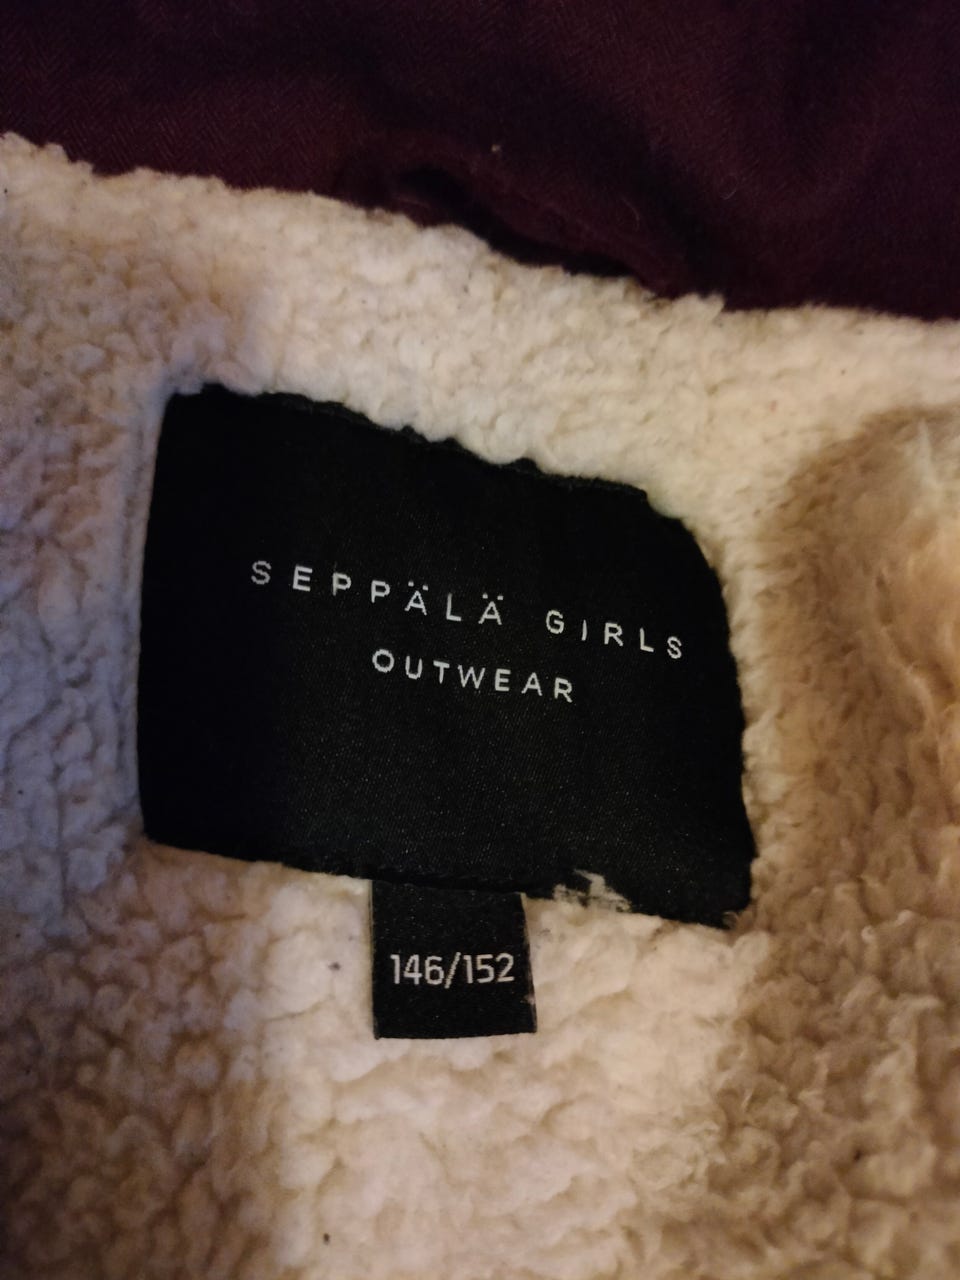 SEPPÄLÄ GIRLS
OUTWEAR
146/152